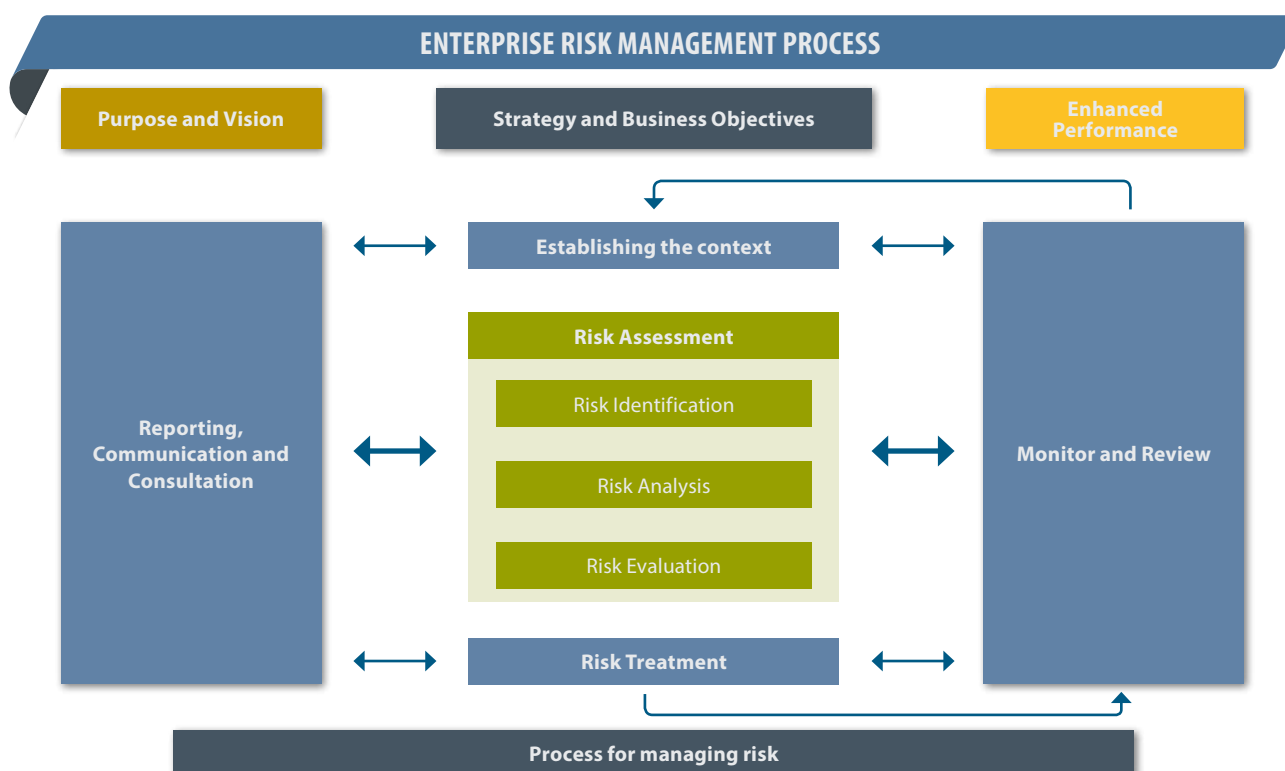 ENTERPRISE RISK MANAGEMENT PROCESS
Purpose and Vision
Strategy and Business Objectives
Enhanced
Performance
Establishing the context
Risk Assessment
Risk Identification
Reporting,
Communication and
Consultation
Risk Analysis
Monitor and Review
Risk Evaluation
Risk Treatment
Process for managing risk